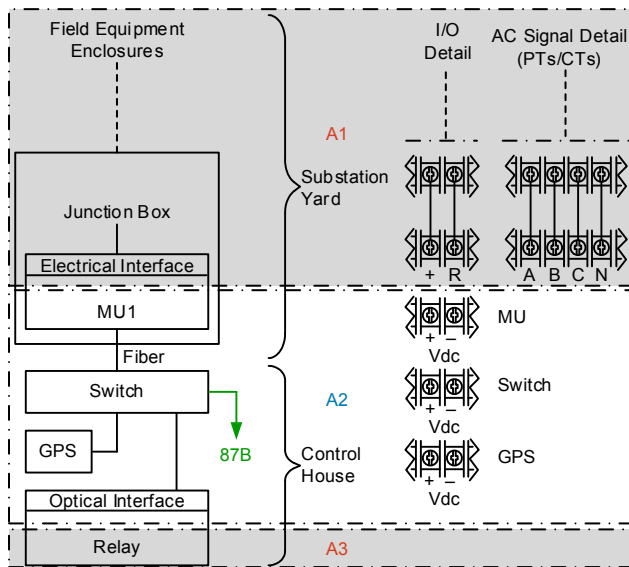 Field Equipment
Enclosures
I/O
Detail
AC Signal Detail
(PTs/CTs)
A1
Substation
Yard
Junction Box
Electrical Interface
+ R
A B C N
MU1
MU
+ –
Vdc
Fiber
Switch
A2
Switch
+ –
Vdc
GPS
87B
Control
House
GPS
+ –
Vdc
Optical Interface
Relay
A3